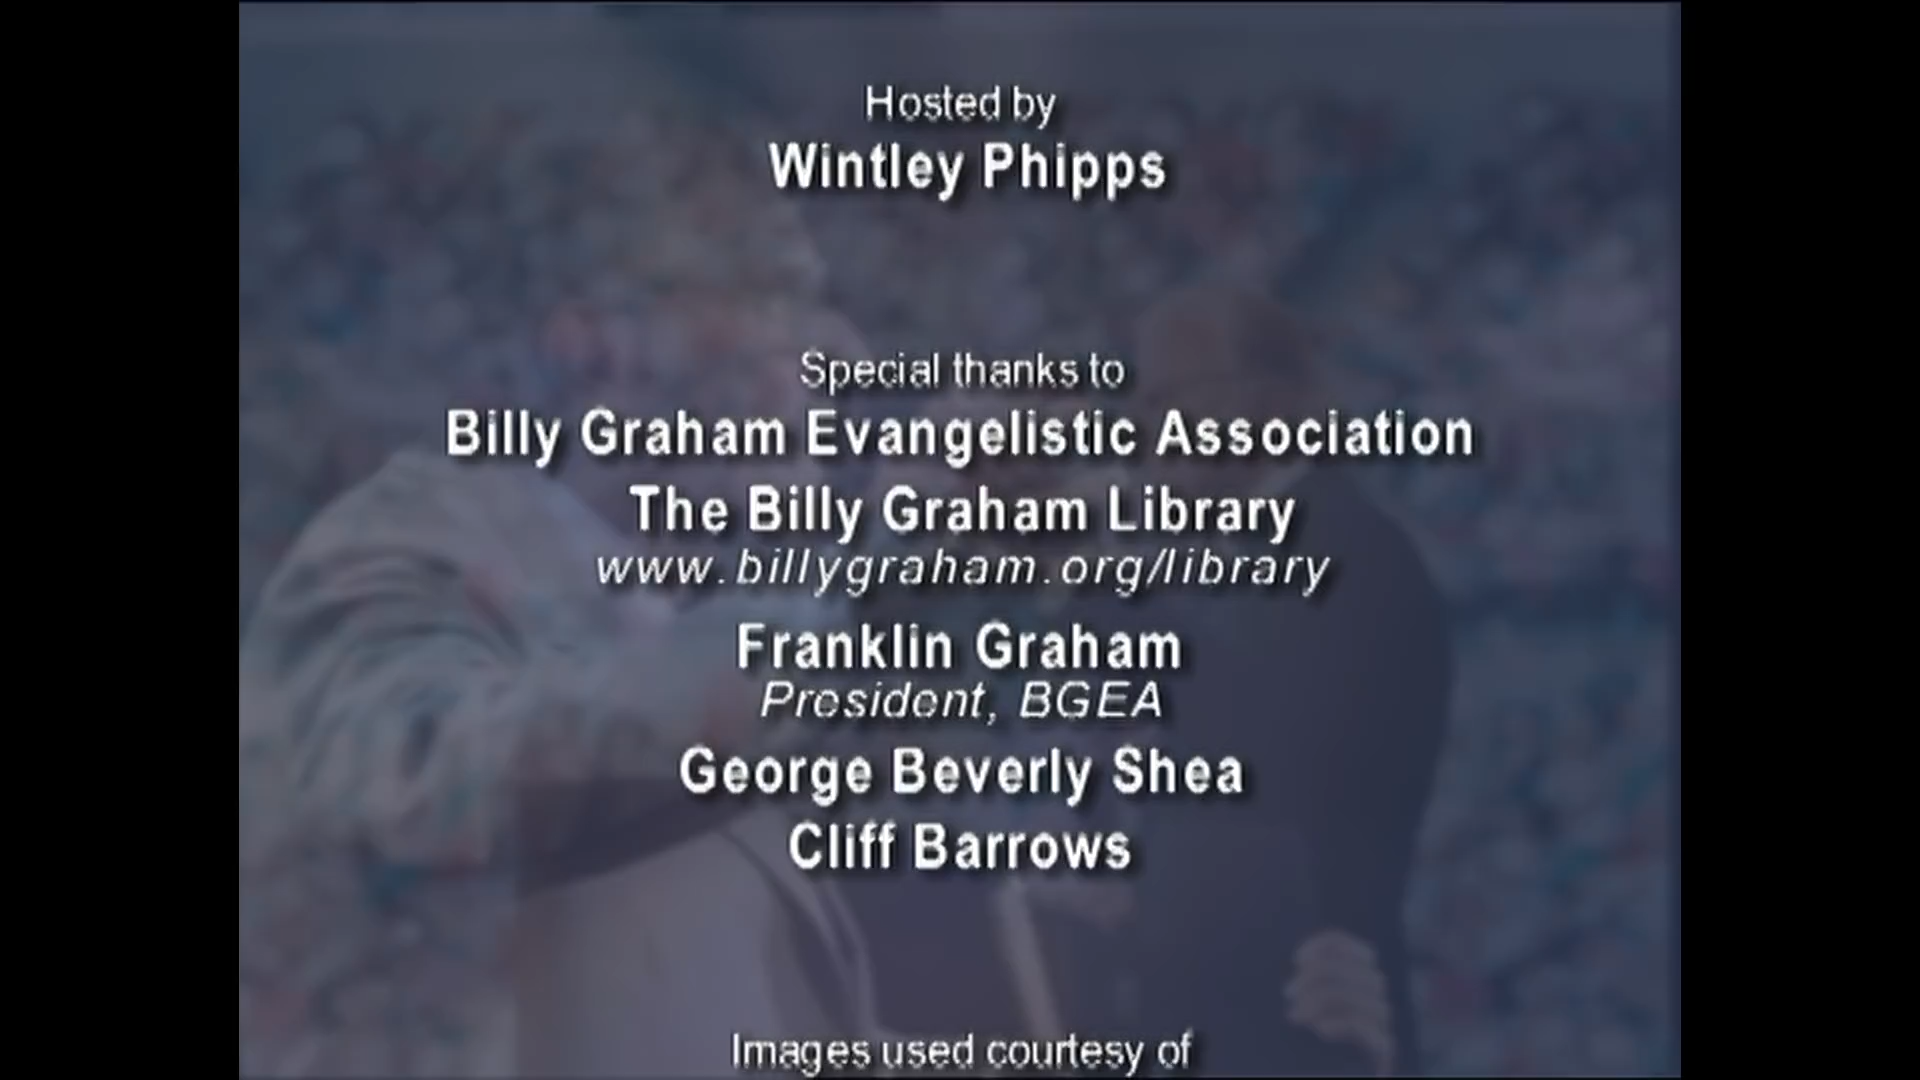 Hosted by
Wintley Phipps
Special thanks to
Billy Graham Evangelistic Association
The Billy Graham Library
www.billygraham.org/library
Franklin Graham
President, BGEA
George Beverly Shea
Cliff Barrows
Images used courtesy of